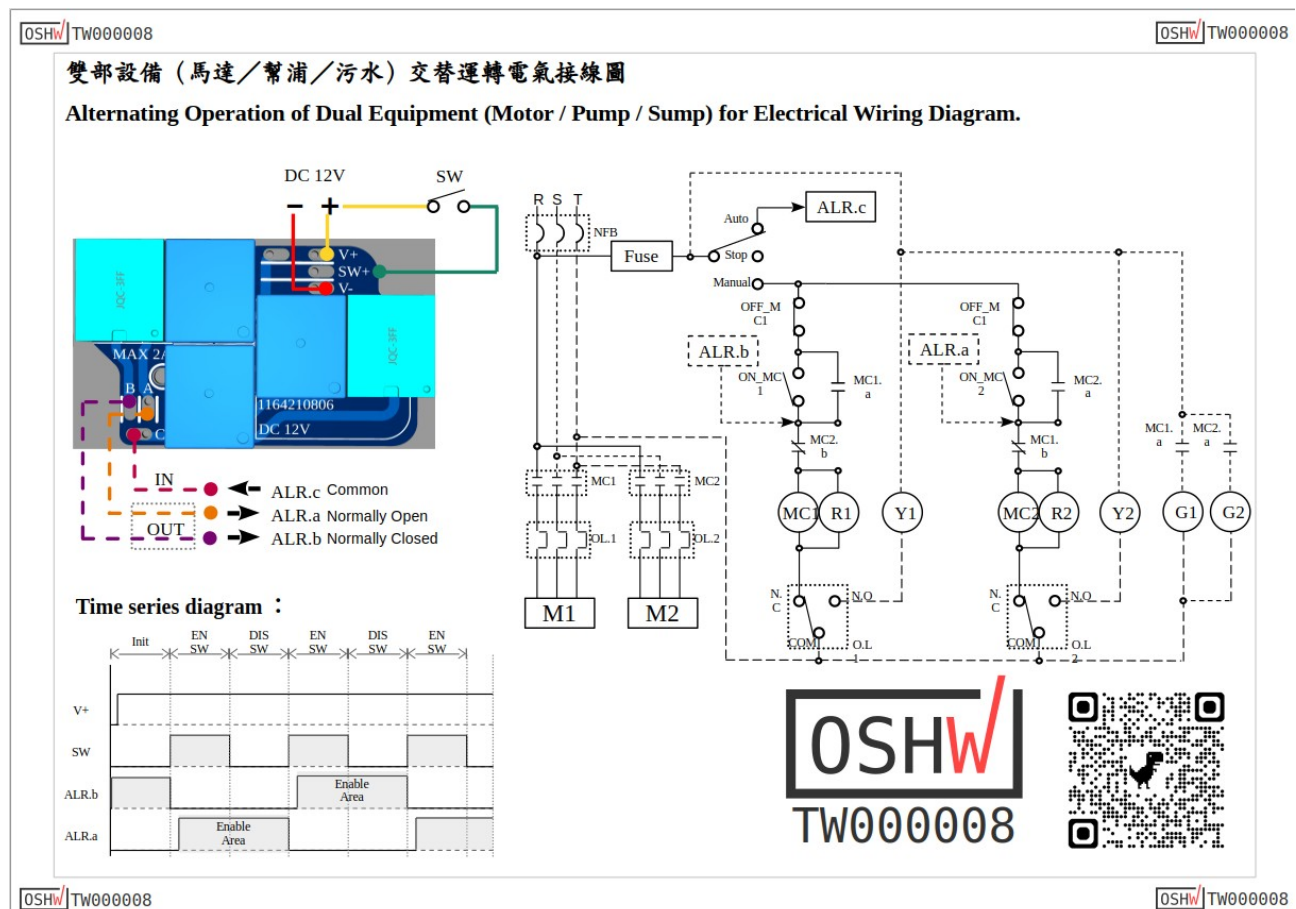 OSHW TW000008
OSHW TW000008
雙部設備（馬達／幫浦／污水）交替運轉電氣接線圖
Alternating Operation of Dual Equipment (Motor / Pump / Sump) for Electrical Wiring Diagram.
DC 12V
SW
− +
V+
SW+
V-
JQC-3FF
JQC-3FF
MAX 2A
B A
1164210806
DC 12V
C
IN
OUT
ALR.c Common
ALR.a Normally Open
ALR.b Normally Closed
R S T
NFB
Fuse
Auto
Stop
Manual
ALR.c
OFF_M
C1
OFF_M
C1
ALR.b
ALR.a
ON_MC
1
MC1.
a
ON_MC
2
MC2.
a
MC2.
b
MC1.
b
MC1.
a
MC2.
a
MC1
MC2
MC1
R1
Y1
MC2
R2
Y2
G1
G2
OL.1
OL.2
M1
M2
N.
C
N.O
COM
O.L
1
N.
C
N.O
COM
O.L
2
Time series diagram：
Init
EN
SW
DIS
SW
EN
SW
DIS
SW
EN
SW
V+
SW
ALR.b
Enable
Area
ALR.a
Enable
Area
OSHW
TW000008
OSHW TW000008
OSHW TW000008